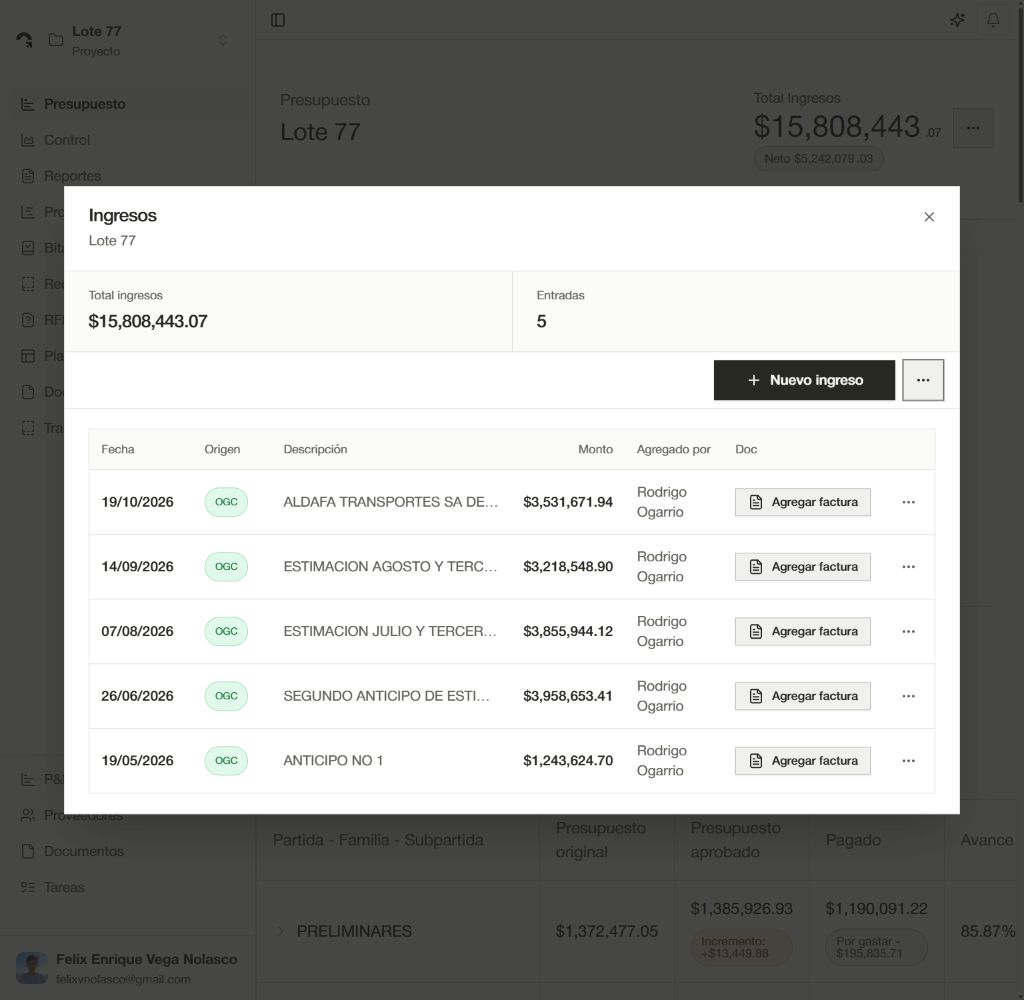 Lote 77
Proyecto
Presupuesto
Control
Reportes
P&
Proveedores
Documentos
Tareas
Felix Enrique Vega Nolasco
felixvnolasco@gmail.com
Presupuesto
Lote 77
Total Ingresos
$15,808,443.07
Neto $5,242,079.03
Ingresos
Lote 77
Total ingresos
$15,808,443.07
Entradas
5
+ Nuevo ingreso
Fecha Origen Descripción Monto Agregado por Doc
19/10/2026 OGC ALDAFA TRANSPORTES SA DE... $3,531,671.94 Rodrigo Ogarrio Agregar factura
14/09/2026 OGC ESTIMACION AGOSTO Y TERC... $3,218,548.90 Rodrigo Ogarrio Agregar factura
07/08/2026 OGC ESTIMACION JULIO Y TERCER... $3,855,944.12 Rodrigo Ogarrio Agregar factura
26/06/2026 OGC SEGUNDO ANTICIPO DE ESTI... $3,958,653.41 Rodrigo Ogarrio Agregar factura
19/05/2026 OGC ANTICIPO NO 1 $1,243,624.70 Rodrigo Ogarrio Agregar factura
Partida - Familia - Subpartida
Presupuesto original
Presupuesto aprobado
Pagado
Avance
PRELIMINARES
$1,372,477.05
$1,385,926.93
Incremento:
+$13,449.88
$1,190,091.22
Por gastar -
$195,835.71
85.87%